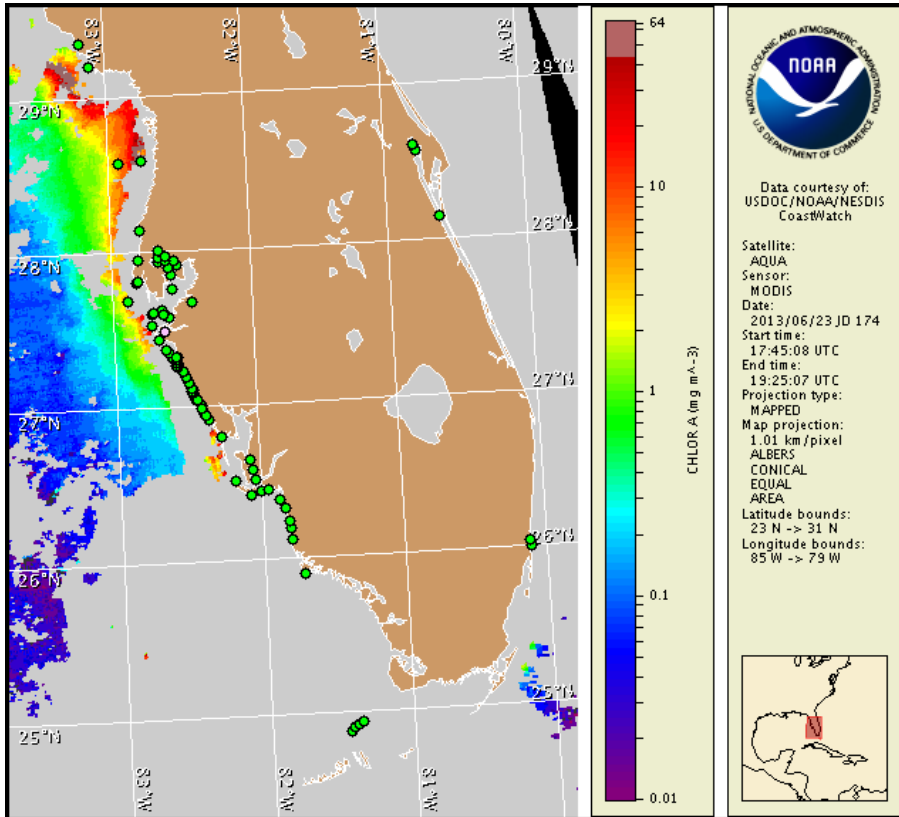 83°W
82°W
81°W
80°W
29°N
29°N
28°N
28°N
27°N
27°N
26°N
26°N
25°N
25°N
83°W
82°W
81°W
64
10
1
0.1
0.01
CHLOR A (mg m^-3)
NATIONAL OCEANIC AND ATMOSPHERIC ADMINISTRATION
NOAA
U.S. DEPARTMENT OF COMMERCE
Data courtesy of:
USDOC/NOAA/NESDIS
CoastWatch
Satellite:
AQUA
Sensor:
MODIS
Date:
2013/06/23 JD 174
Start time:
17:45:08 UTC
End time:
19:25:07 UTC
Projection type:
MAPPED
Map projection:
1.01 km/pixel
ALBERS
CONICAL
EQUAL
AREA
Latitude bounds:
23 N -> 31 N
Longitude bounds:
85 W -> 79 W